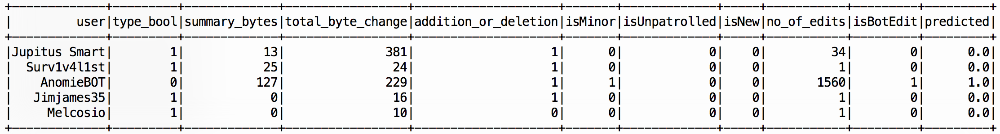 +--------------+---------+-------------+-----------------+--------------------+-------+-------------+-----+-----------+---------+---------+
|          user|type_bool|summary_bytes|total_byte_change|addition_or_deletion|isMinor|isUnpatrolled|isNew|no_of_edits|isBotEdit|predicted|
+--------------+---------+-------------+-----------------+--------------------+-------+-------------+-----+-----------+---------+---------+
|Jupitus Smart|        1|           13|              381|                   1|      0|            0|    0|         34|        0|      0.0|
|  Surv1v4l1st|        1|           25|               24|                   1|      0|            0|    0|          1|        0|      0.0|
|    AnomieBOT|        0|          127|              229|                   1|      1|            0|    0|       1560|        1|      1.0|
|   Jimjames35|        1|            0|               16|                   1|      0|            0|    0|          1|        0|      0.0|
|     Melcosio|        1|            0|               10|                   0|      0|            0|    0|          1|        0|      0.0|
+--------------+---------+-------------+-----------------+--------------------+-------+-------------+-----+-----------+---------+---------+